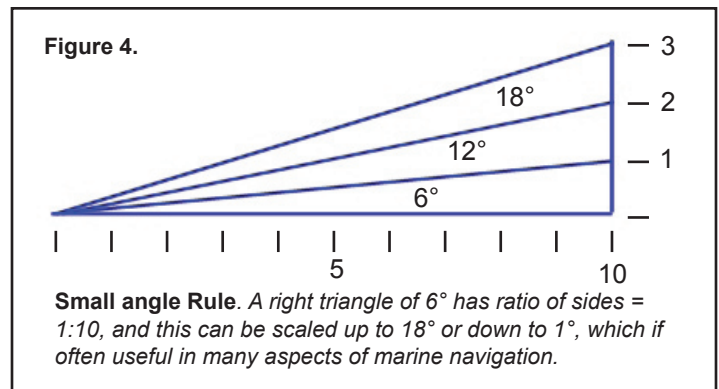 Figure 4.
3
18°
2
12°
1
6°
5
10
Small angle Rule. A right triangle of 6° has ratio of sides =
1:10, and this can be scaled up to 18° or down to 1°, which if
often useful in many aspects of marine navigation.